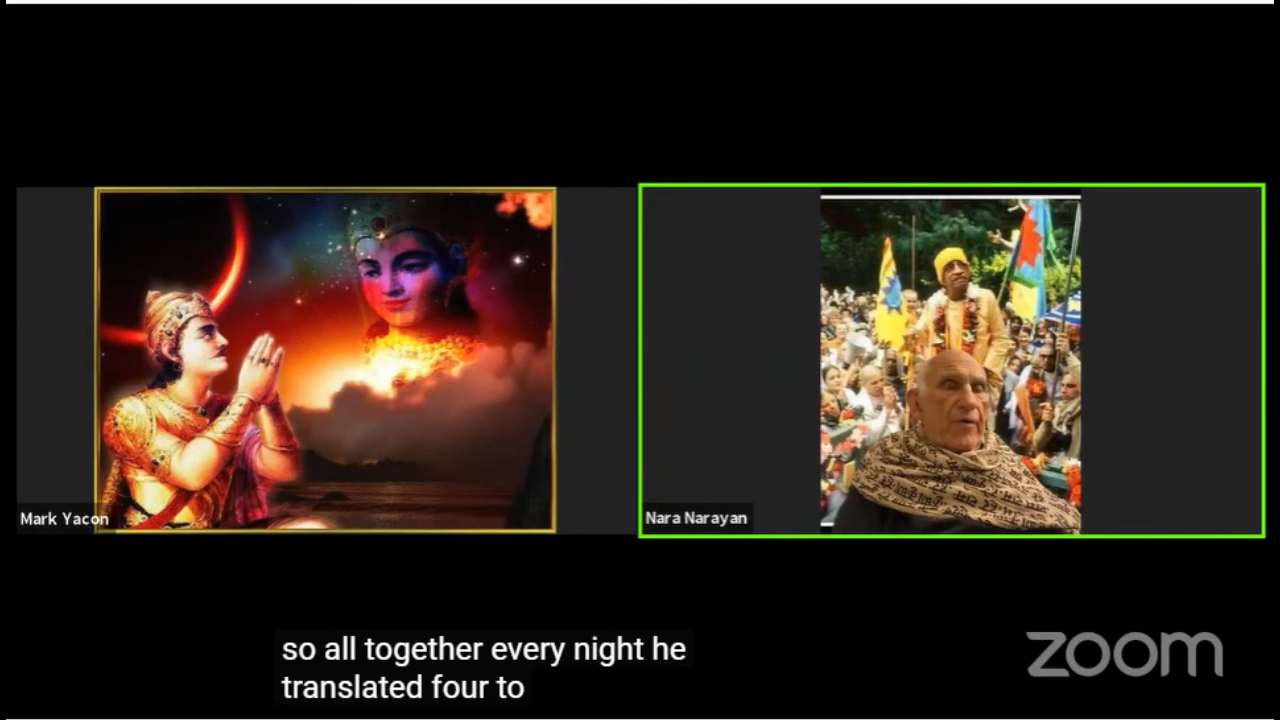 Mark Yacon
Nara Narayan
so all together every night he
translated four to
zoom